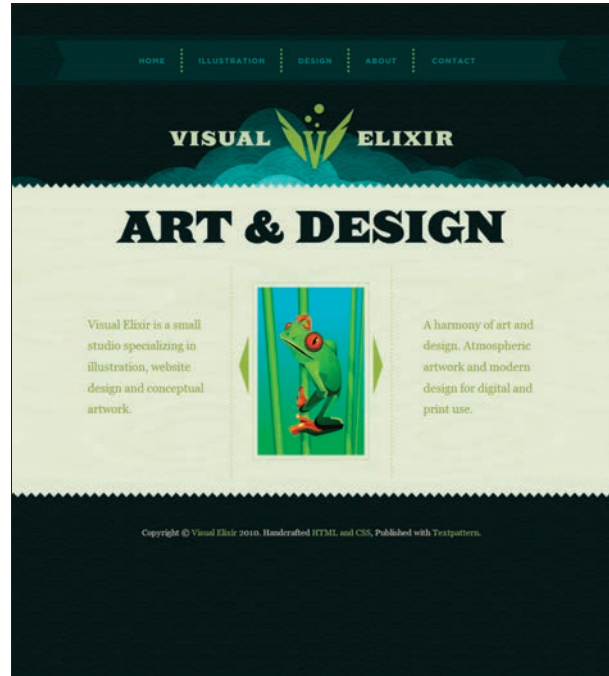 HOME ILLUSTRATION DESIGN ABOUT CONTACT
VISUAL V ELIXIR
ART & DESIGN
Visual Elixir is a small
studio specializing in
illustration, website
design and conceptual
artwork.
A harmony of art and
design. Atmospheric
artwork and modern
design for digital and
print use.
Copyright © Visual Elixir 2010. Handcrafted HTML and CSS, Published with Textpattern.